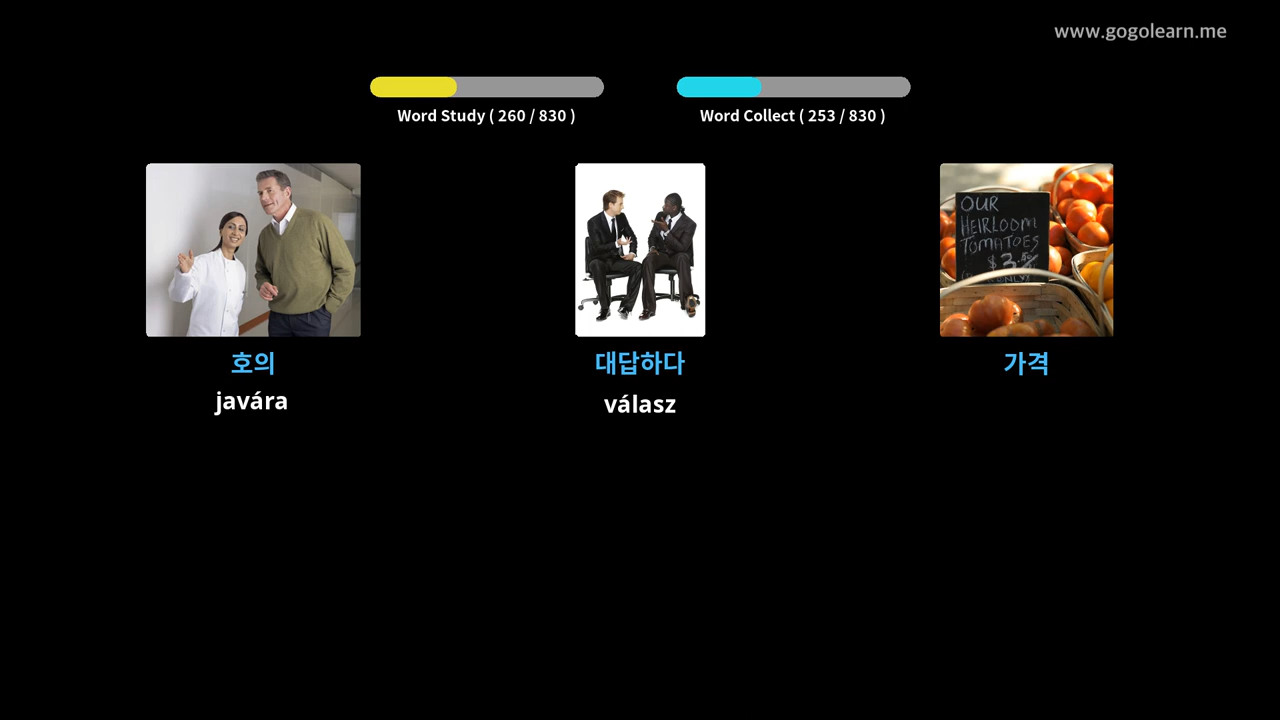 www.gogolearn.me
Word Study ( 260 / 830 )
Word Collect ( 253 / 830 )
OUR
HEIRLOOM
TOMATOES
호의
대답하다
가격
javára
válasz